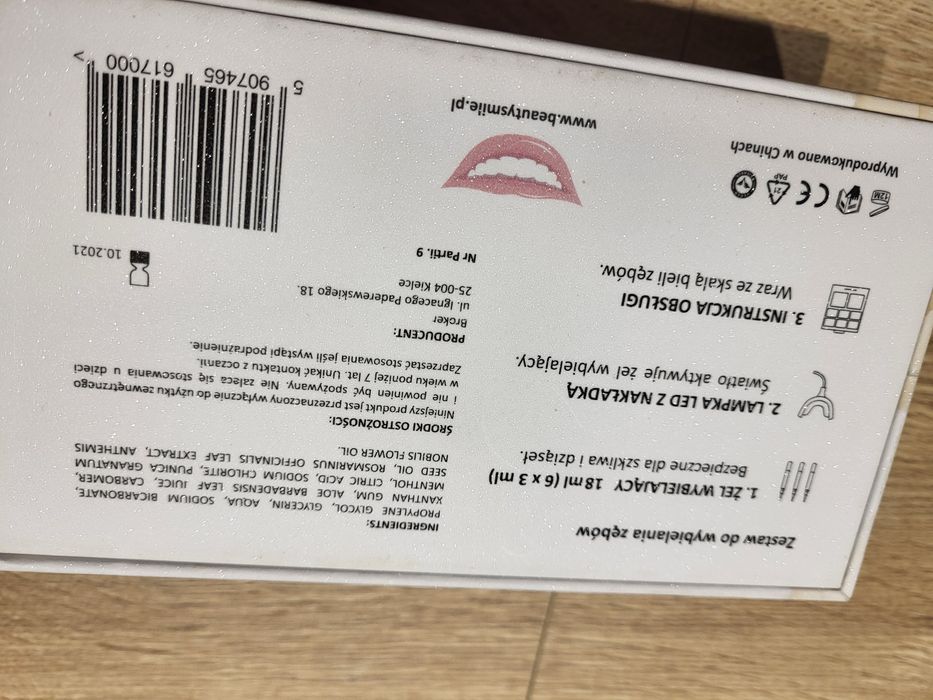 Zestaw do wybielania zębów
1. ŻEL WYBIELAJĄCY 18 ml (6 x 3 ml)
Bezpieczne dla szkliwa i dziąseł.
2. LAMPKA LED Z NAKŁADKĄ
Światło aktywuje żel wybielający.
3. INSTRUKCJA OBSŁUGI
Wraz ze skalą bieli zębów.
12M
CE
21
PAP
Wyprodukowano w Chinach
INGREDIENTS:
PROPYLENE GLYCOL, GLYCERIN, AQUA, SODIUM BICARBONATE,
XANTHAN GUM, ALOE BARBADENSIS LEAF JUICE, CARBOMER,
MENTHOL, CITRIC ACID, SODIUM CHLORITE, PUNICA GRANATUM
SEED OIL, ROSMARINUS OFFICINALIS LEAF EXTRACT, ANTHEMIS
NOBILIS FLOWER OIL.
ŚRODKI OSTROŻNOŚCI:
Niniejszy produkt jest przeznaczony wyłącznie do użytku zewnętrznego
i nie powinien być spożywany. Nie zaleca się stosowania u dzieci
w wieku poniżej 7 lat. Unikać kontaktu z oczami.
Zaprzestać stosowania jeśli wystąpi podrażnienie.
PRODUCENT:
Broker
ul. Ignacego Paderewskiego 18.
25-004 Kielce
Nr Partii. 9
10.2021
www.beautysmile.pl
5 907465 617000 >